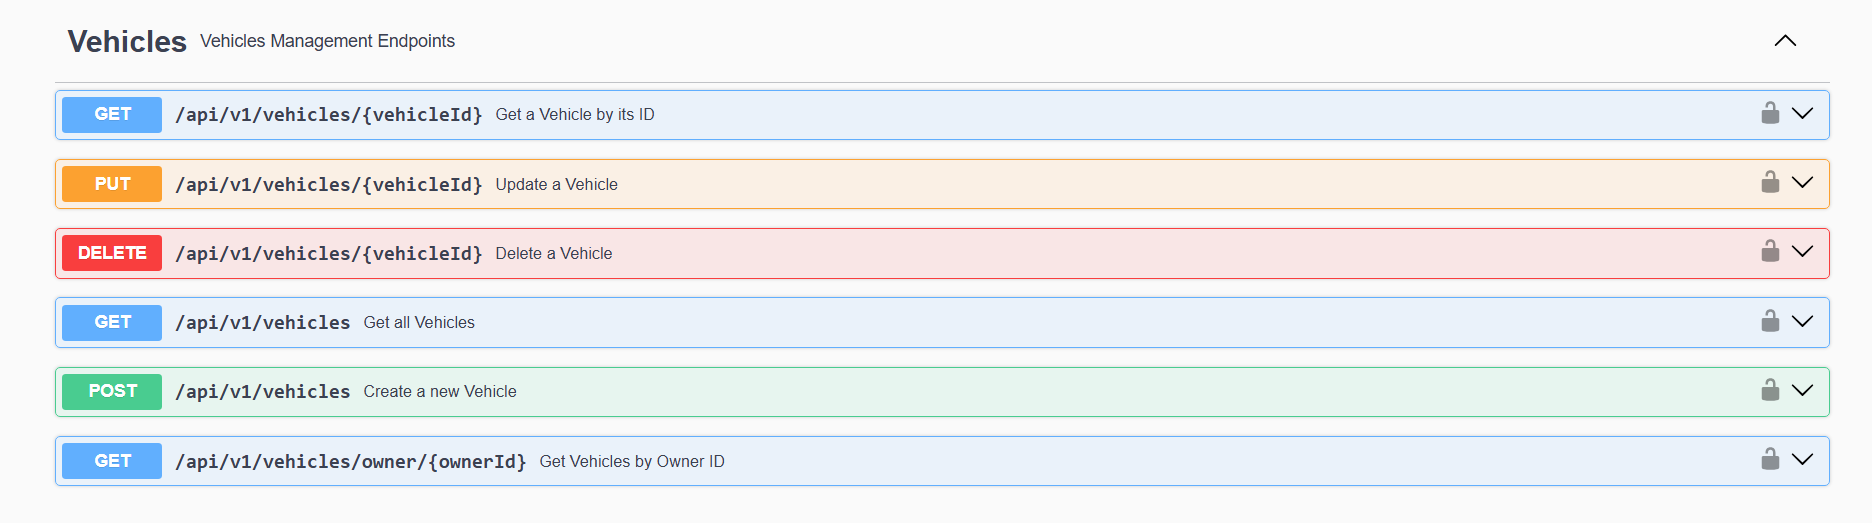 Vehicles Vehicles Management Endpoints
GET /api/v1/vehicles/{vehicleId} Get a Vehicle by its ID
PUT /api/v1/vehicles/{vehicleId} Update a Vehicle
DELETE /api/v1/vehicles/{vehicleId} Delete a Vehicle
GET /api/v1/vehicles Get all Vehicles
POST /api/v1/vehicles Create a new Vehicle
GET /api/v1/vehicles/owner/{ownerId} Get Vehicles by Owner ID